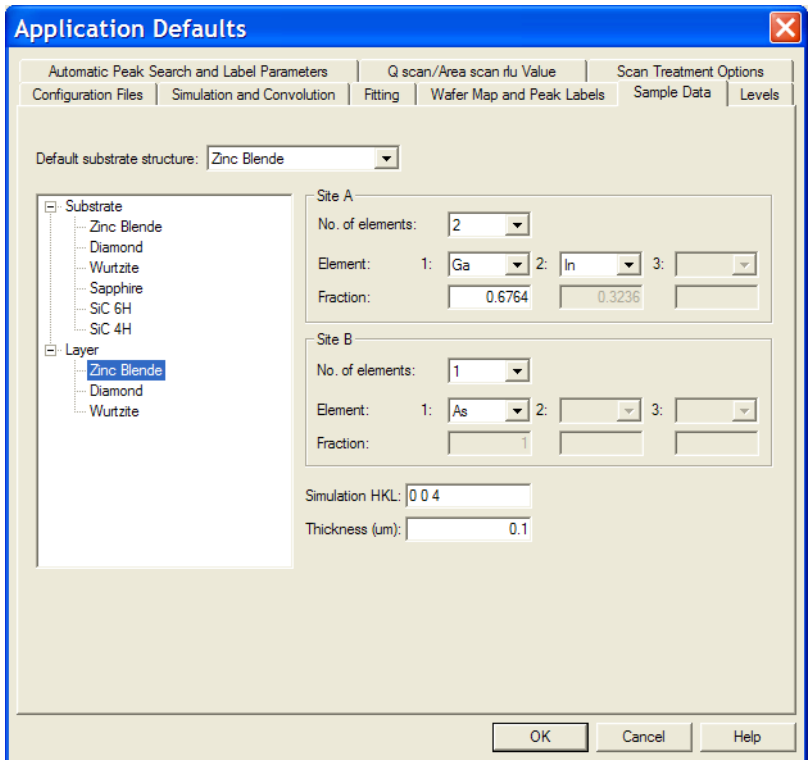 Application Defaults
Automatic Peak Search and Label Parameters Q scan/Area scan rlu Value Scan Treatment Options
Configuration Files Simulation and Convolution Fitting Wafer Map and Peak Labels Sample Data Levels
Default substrate structure: Zinc Blende
Substrate
Zinc Blende
Diamond
Wurtzite
Sapphire
SiC 6H
SiC 4H
Layer
Zinc Blende
Diamond
Wurtzite
Site A
No. of elements: 2
Element: 1: Ga 2: In 3:
Fraction: 0.6764 0.3236
Site B
No. of elements: 1
Element: 1: As 2: 3:
Fraction: 1
Simulation HKL: 0 0 4
Thickness (um): 0.1
OK Cancel Help